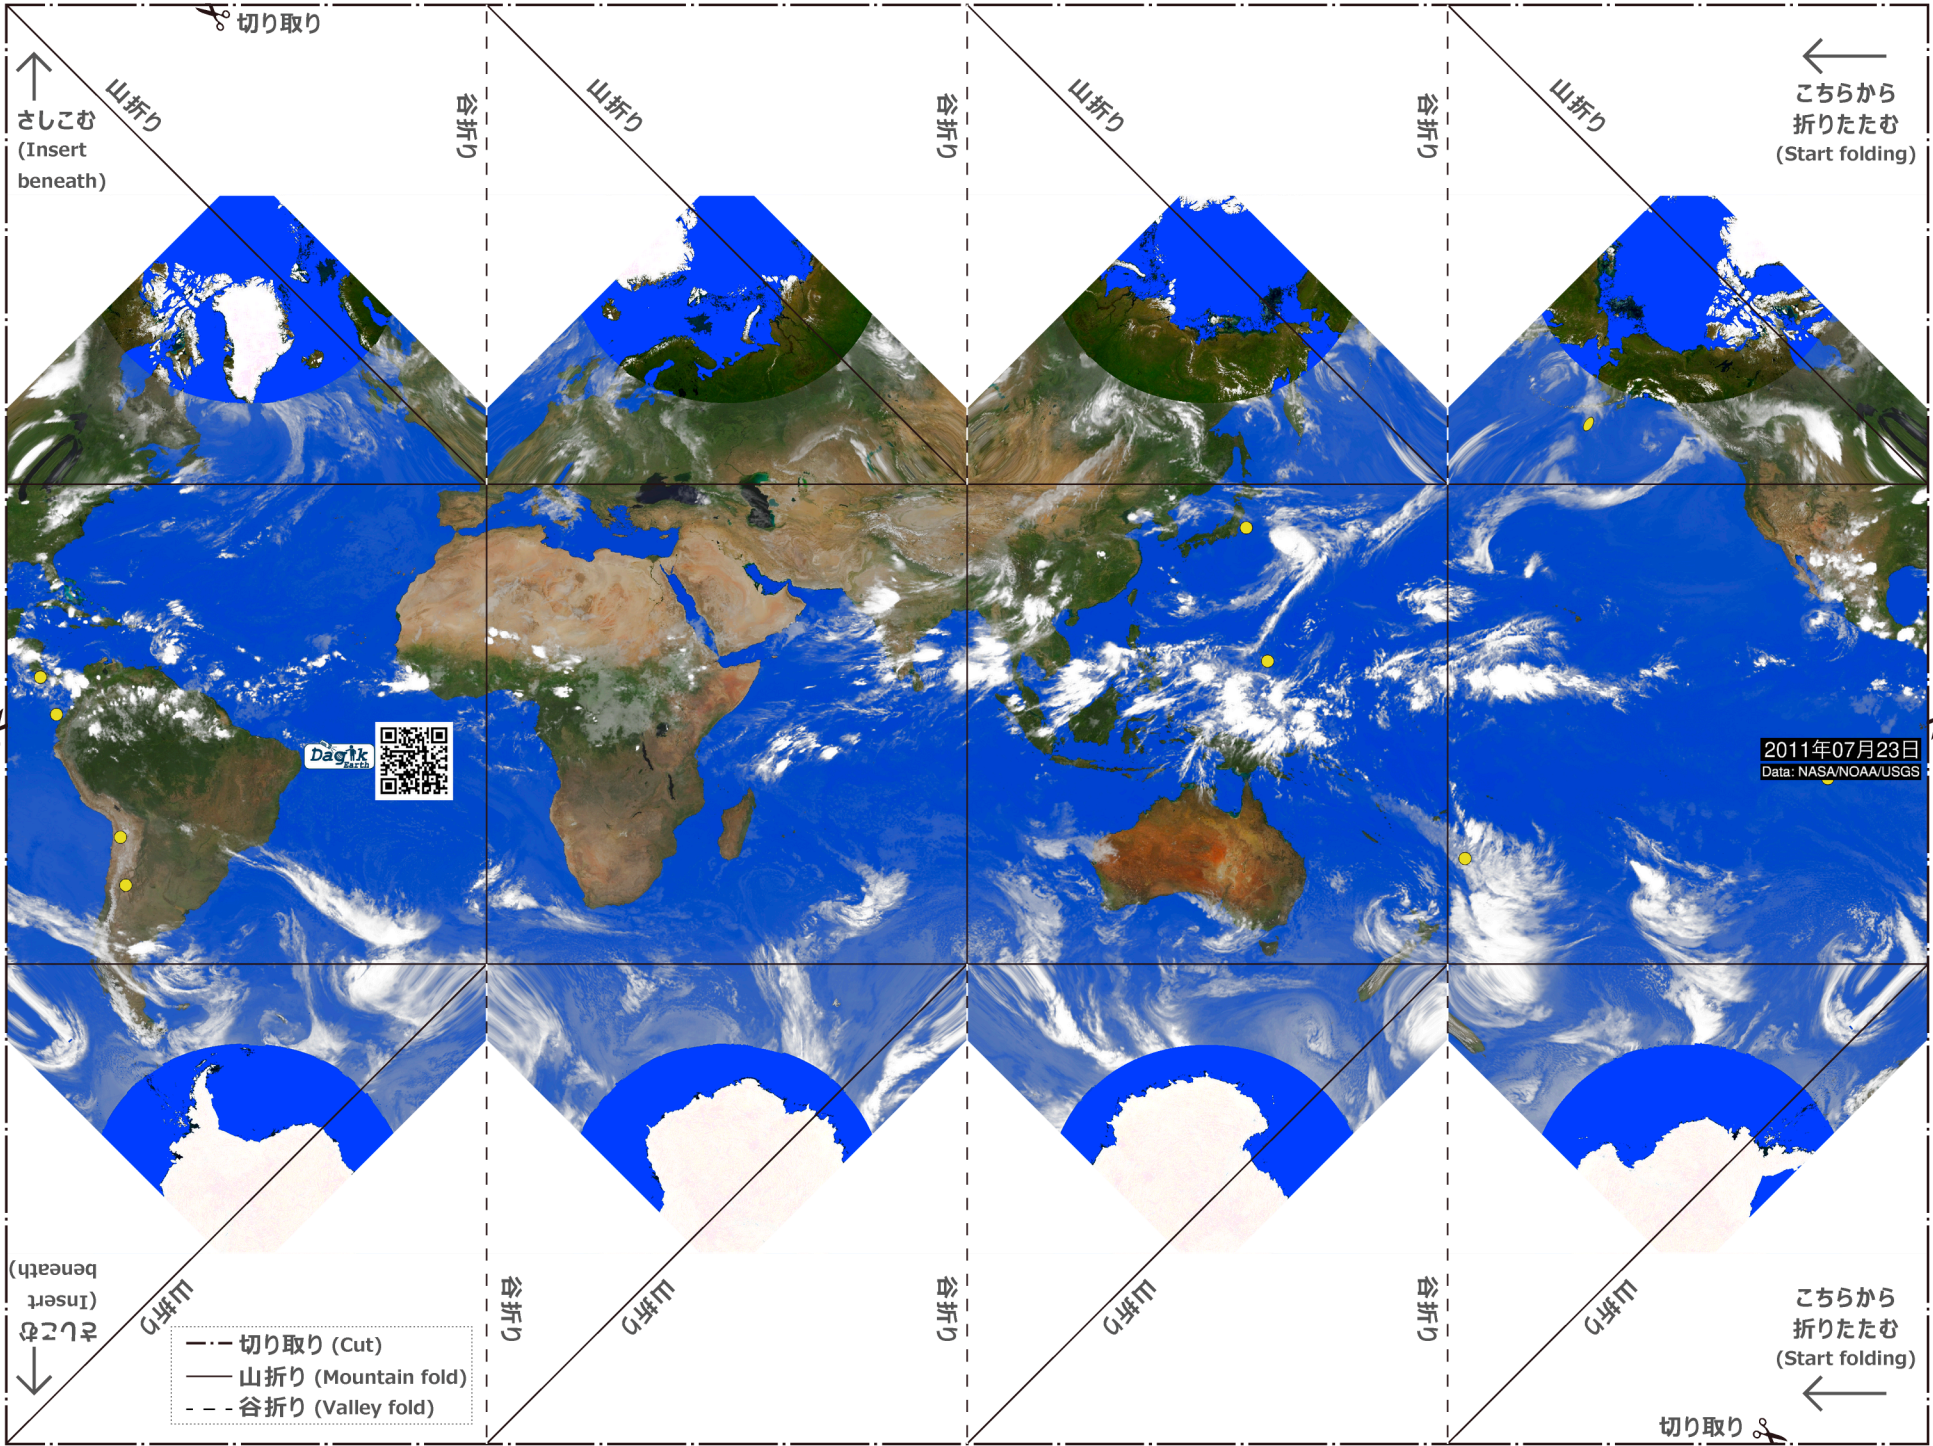 切り取り
さしこむ
(Insert
beneath)
山折り
谷折り
山折り
谷折り
山折り
谷折り
山折り
こちらから
折りたたむ
(Start folding)
Dagik
Earth
2011年07月23日
Data: NASA/NOAA/USGS
さしこむ
(Insert
beneath)
山折り
谷折り
山折り
谷折り
山折り
谷折り
山折り
こちらから
折りたたむ
(Start folding)
切り取り (Cut)
山折り (Mountain fold)
谷折り (Valley fold)
切り取り